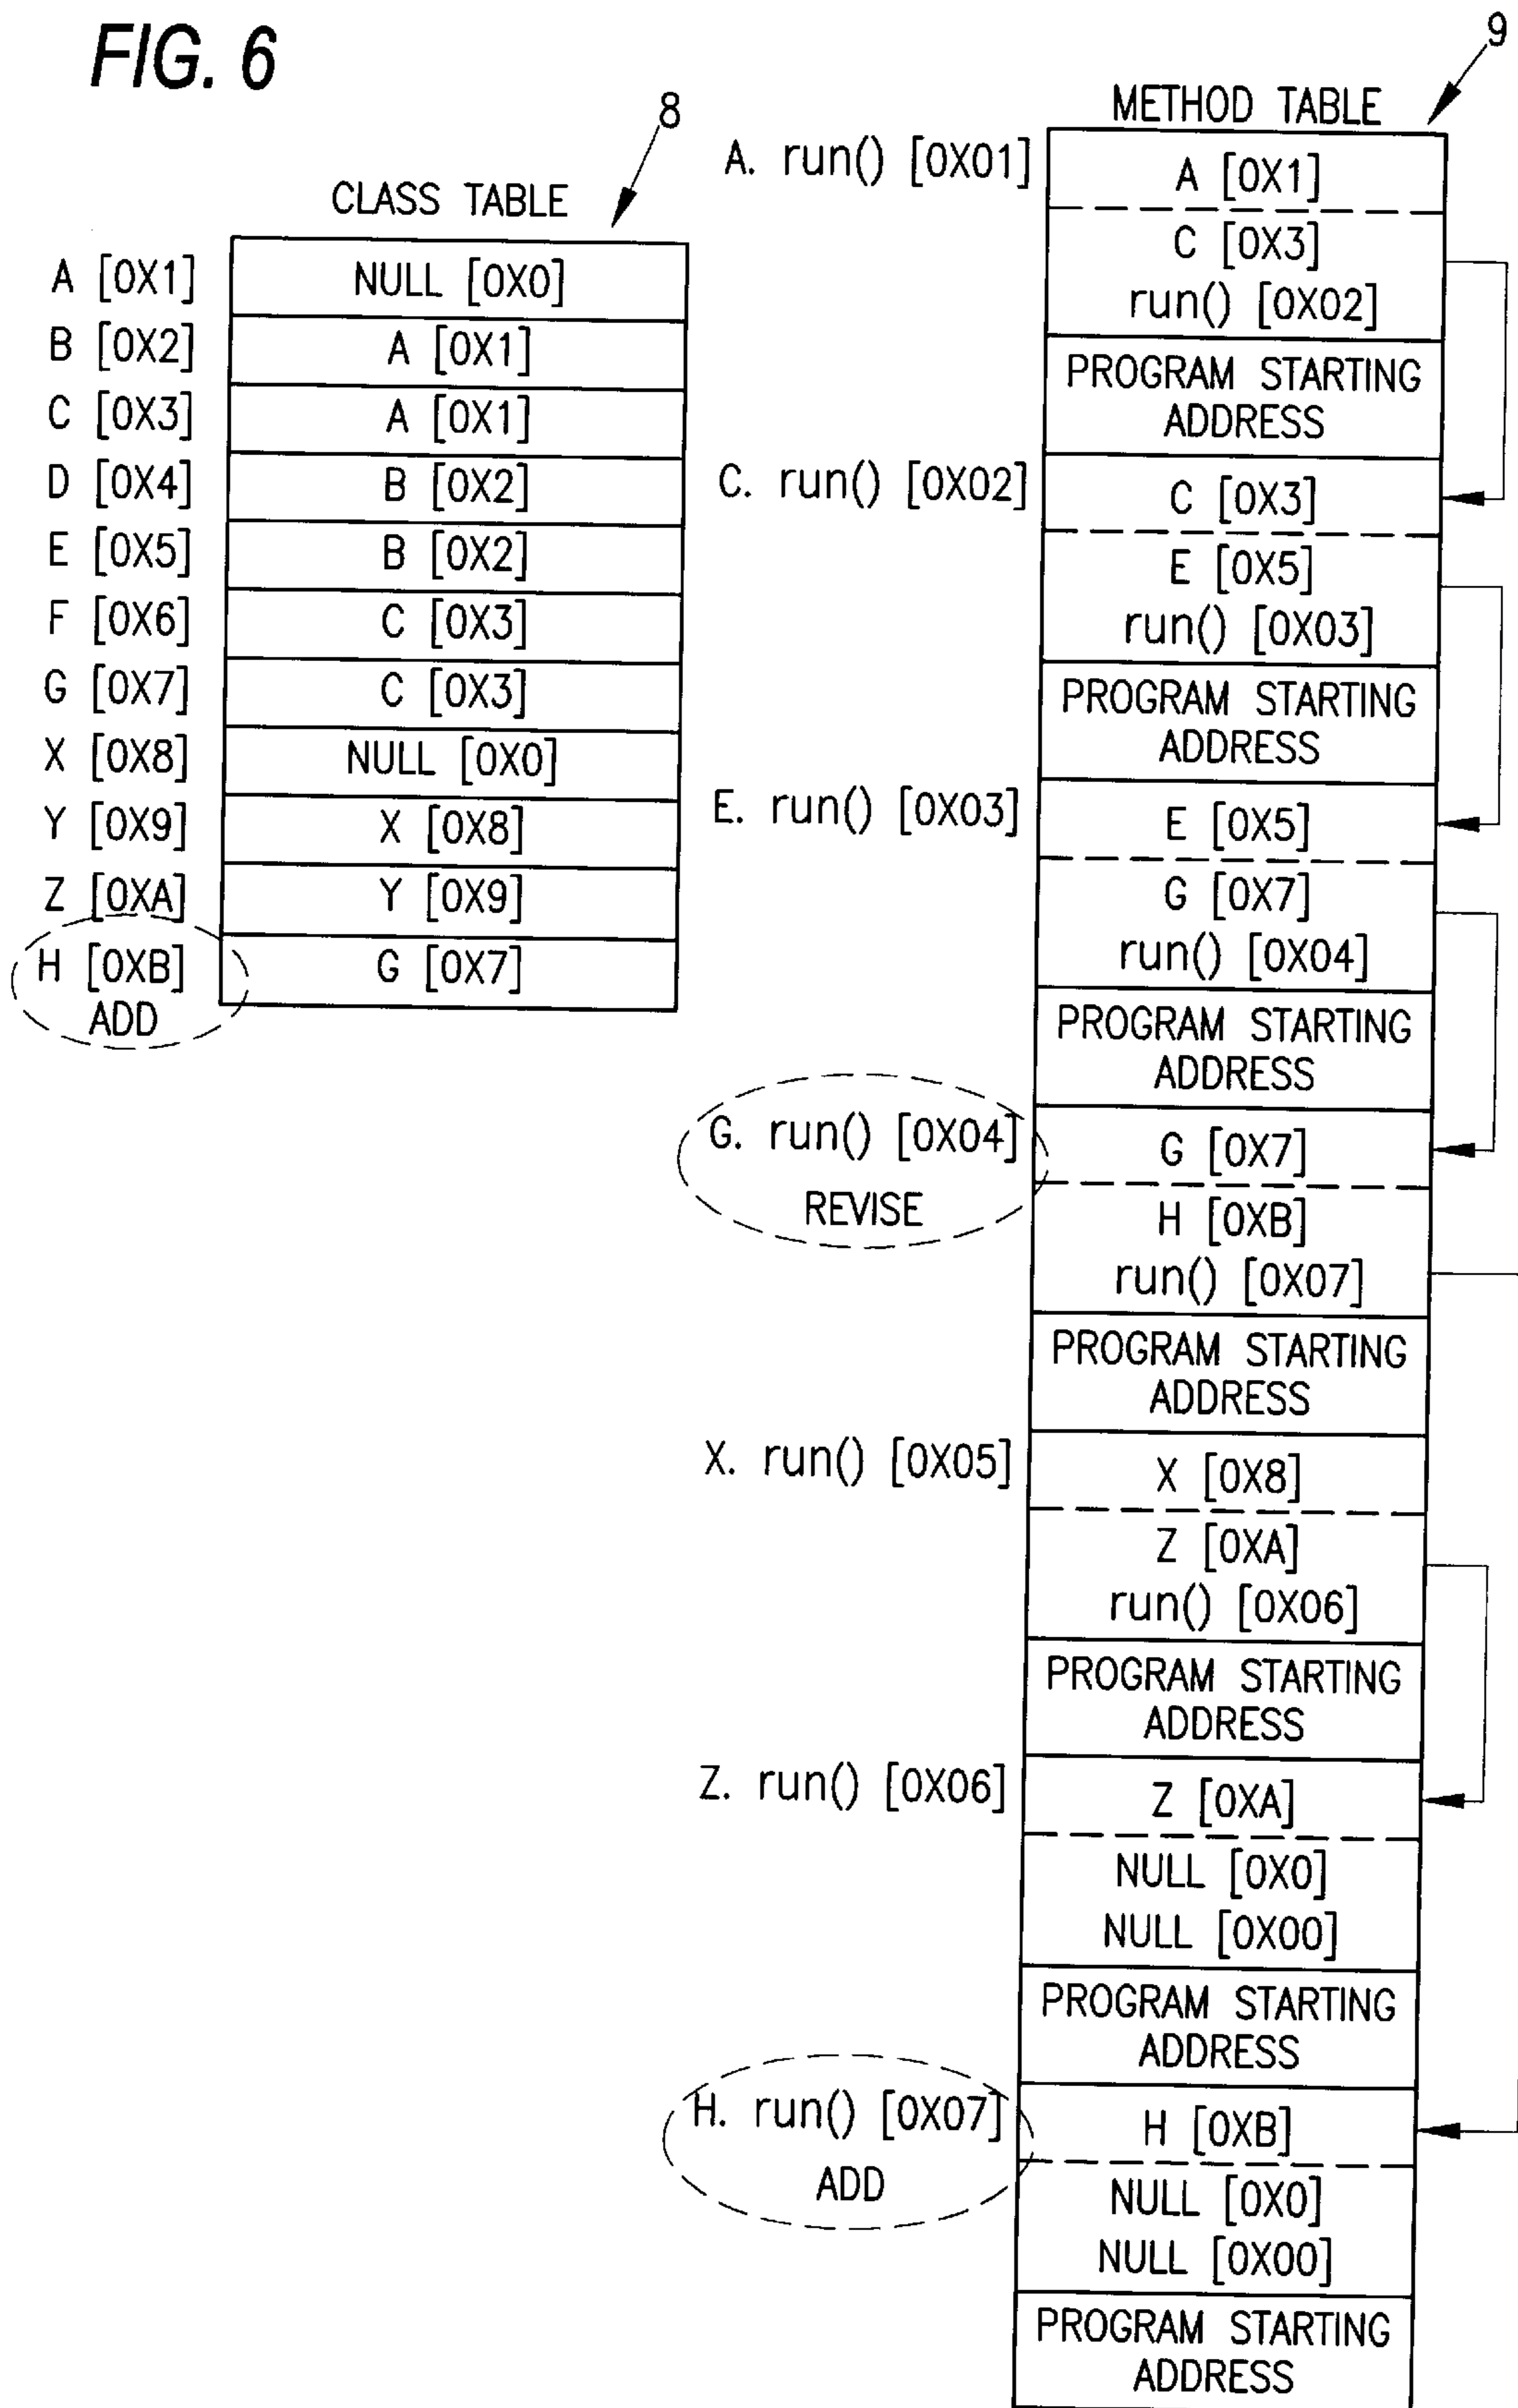 FIG. 6
8
CLASS TABLE
A [0X1] NULL [0X0]
B [0X2] A [0X1]
C [0X3] A [0X1]
D [0X4] B [0X2]
E [0X5] B [0X2]
F [0X6] C [0X3]
G [0X7] C [0X3]
X [0X8] NULL [0X0]
Y [0X9] X [0X8]
Z [0XA] Y [0X9]
H [0XB] G [0X7]
ADD
9
METHOD TABLE
A. run() [0X01] A [0X1]
C [0X3]
run() [0X02]
PROGRAM STARTING
ADDRESS
C. run() [0X02] C [0X3]
E [0X5]
run() [0X03]
PROGRAM STARTING
ADDRESS
E. run() [0X03] E [0X5]
G [0X7]
run() [0X04]
PROGRAM STARTING
ADDRESS
G. run() [0X04] G [0X7]
REVISE H [0XB]
run() [0X07]
PROGRAM STARTING
ADDRESS
X. run() [0X05] X [0X8]
Z [0XA]
run() [0X06]
PROGRAM STARTING
ADDRESS
Z. run() [0X06] Z [0XA]
NULL [0X0]
NULL [0X00]
PROGRAM STARTING
ADDRESS
H. run() [0X07] H [0XB]
ADD NULL [0X0]
NULL [0X00]
PROGRAM STARTING
ADDRESS